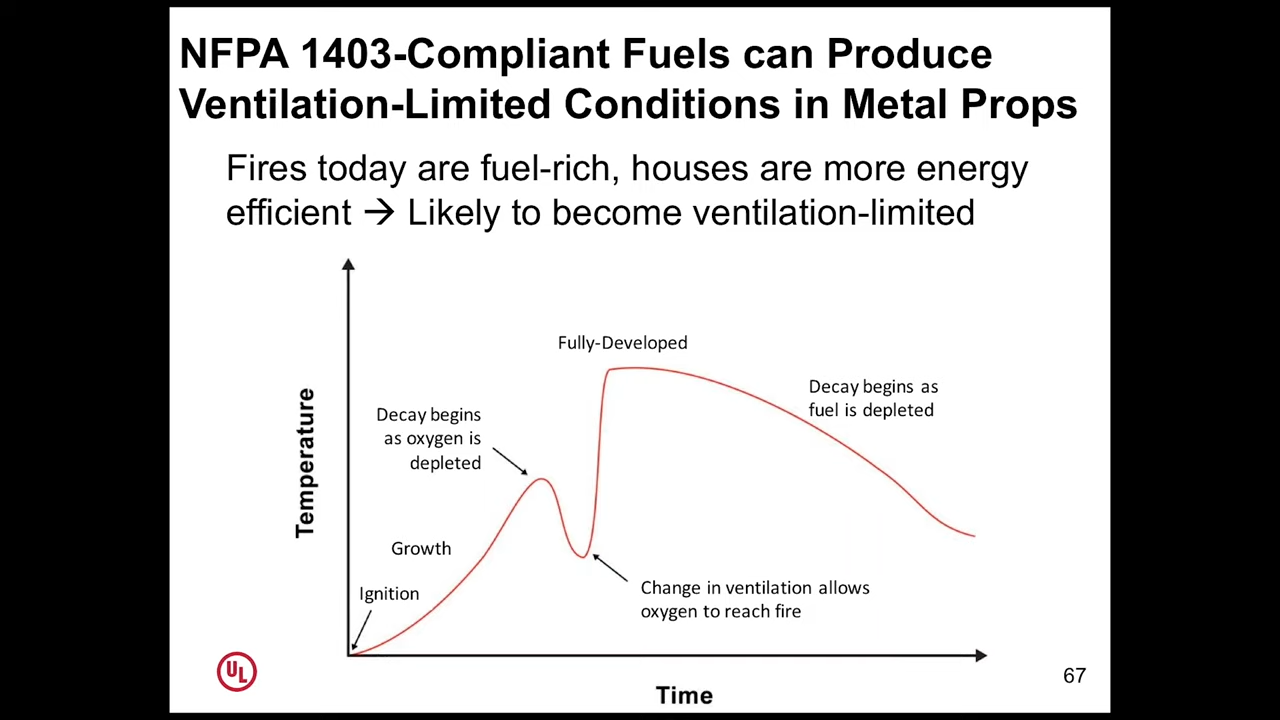 NFPA 1403-Compliant Fuels can Produce
Ventilation-Limited Conditions in Metal Props
Fires today are fuel-rich, houses are more energy
efficient → Likely to become ventilation-limited
Fully-Developed
Decay begins as
fuel is depleted
Decay begins
as oxygen is
depleted
Temperature
Growth
Ignition
Change in ventilation allows
oxygen to reach fire
UL
67
Time